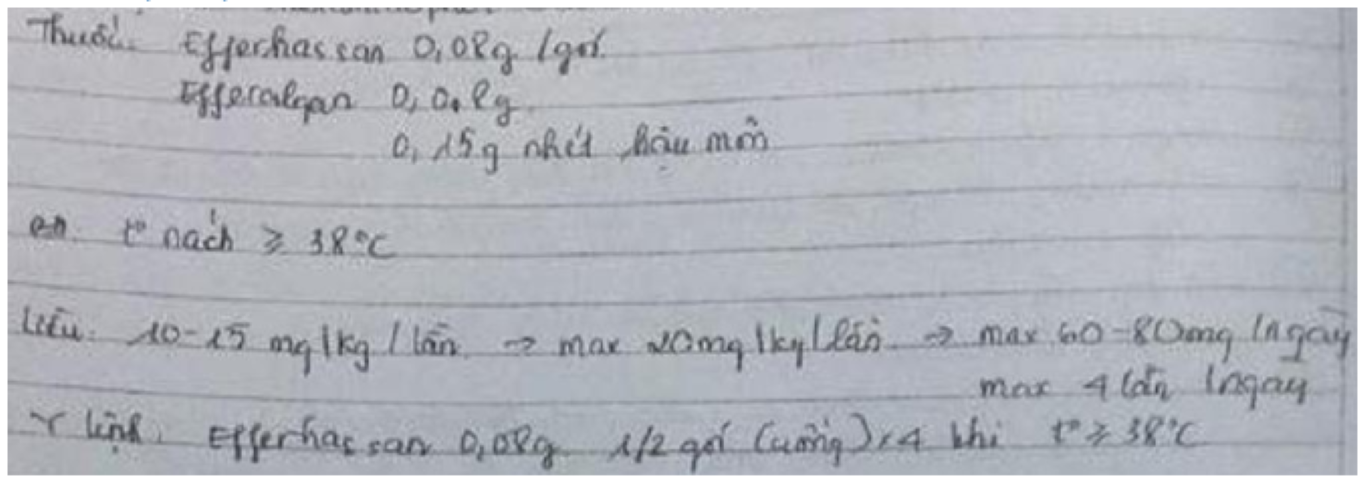 Thuốc: Efferhassan 0,08g /gói.
Efferalgan 0,08g.
0,15g nhét hậu môn
t° nách ≥ 38°C
Liều: 10-15 mg/kg/lần → max 20mg/kg/lần → max 60-80mg/ngày
max 4 lần/ngày
Y lệnh: Efferhassan 0,08g 1/2 gói (uống) x 4 khi t° ≥ 38°C